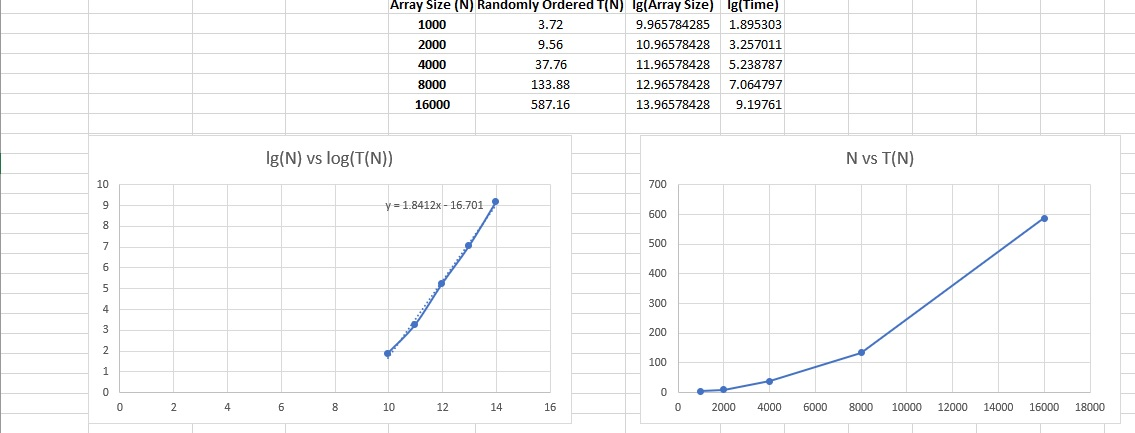 Array Size (N) Randomly Ordered T(N) lg(Array Size) lg(Time)
1000 3.72 9.965784285 1.895303
2000 9.56 10.96578428 3.257011
4000 37.76 11.96578428 5.238787
8000 133.88 12.96578428 7.064797
16000 587.16 13.96578428 9.19761
lg(N) vs log(T(N))
10
9
8
7
6
5
4
3
2
1
0
y = 1.8412x - 16.701
0 2 4 6 8 10 12 14 16
N vs T(N)
700
600
500
400
300
200
100
0
0 2000 4000 6000 8000 10000 12000 14000 16000 18000